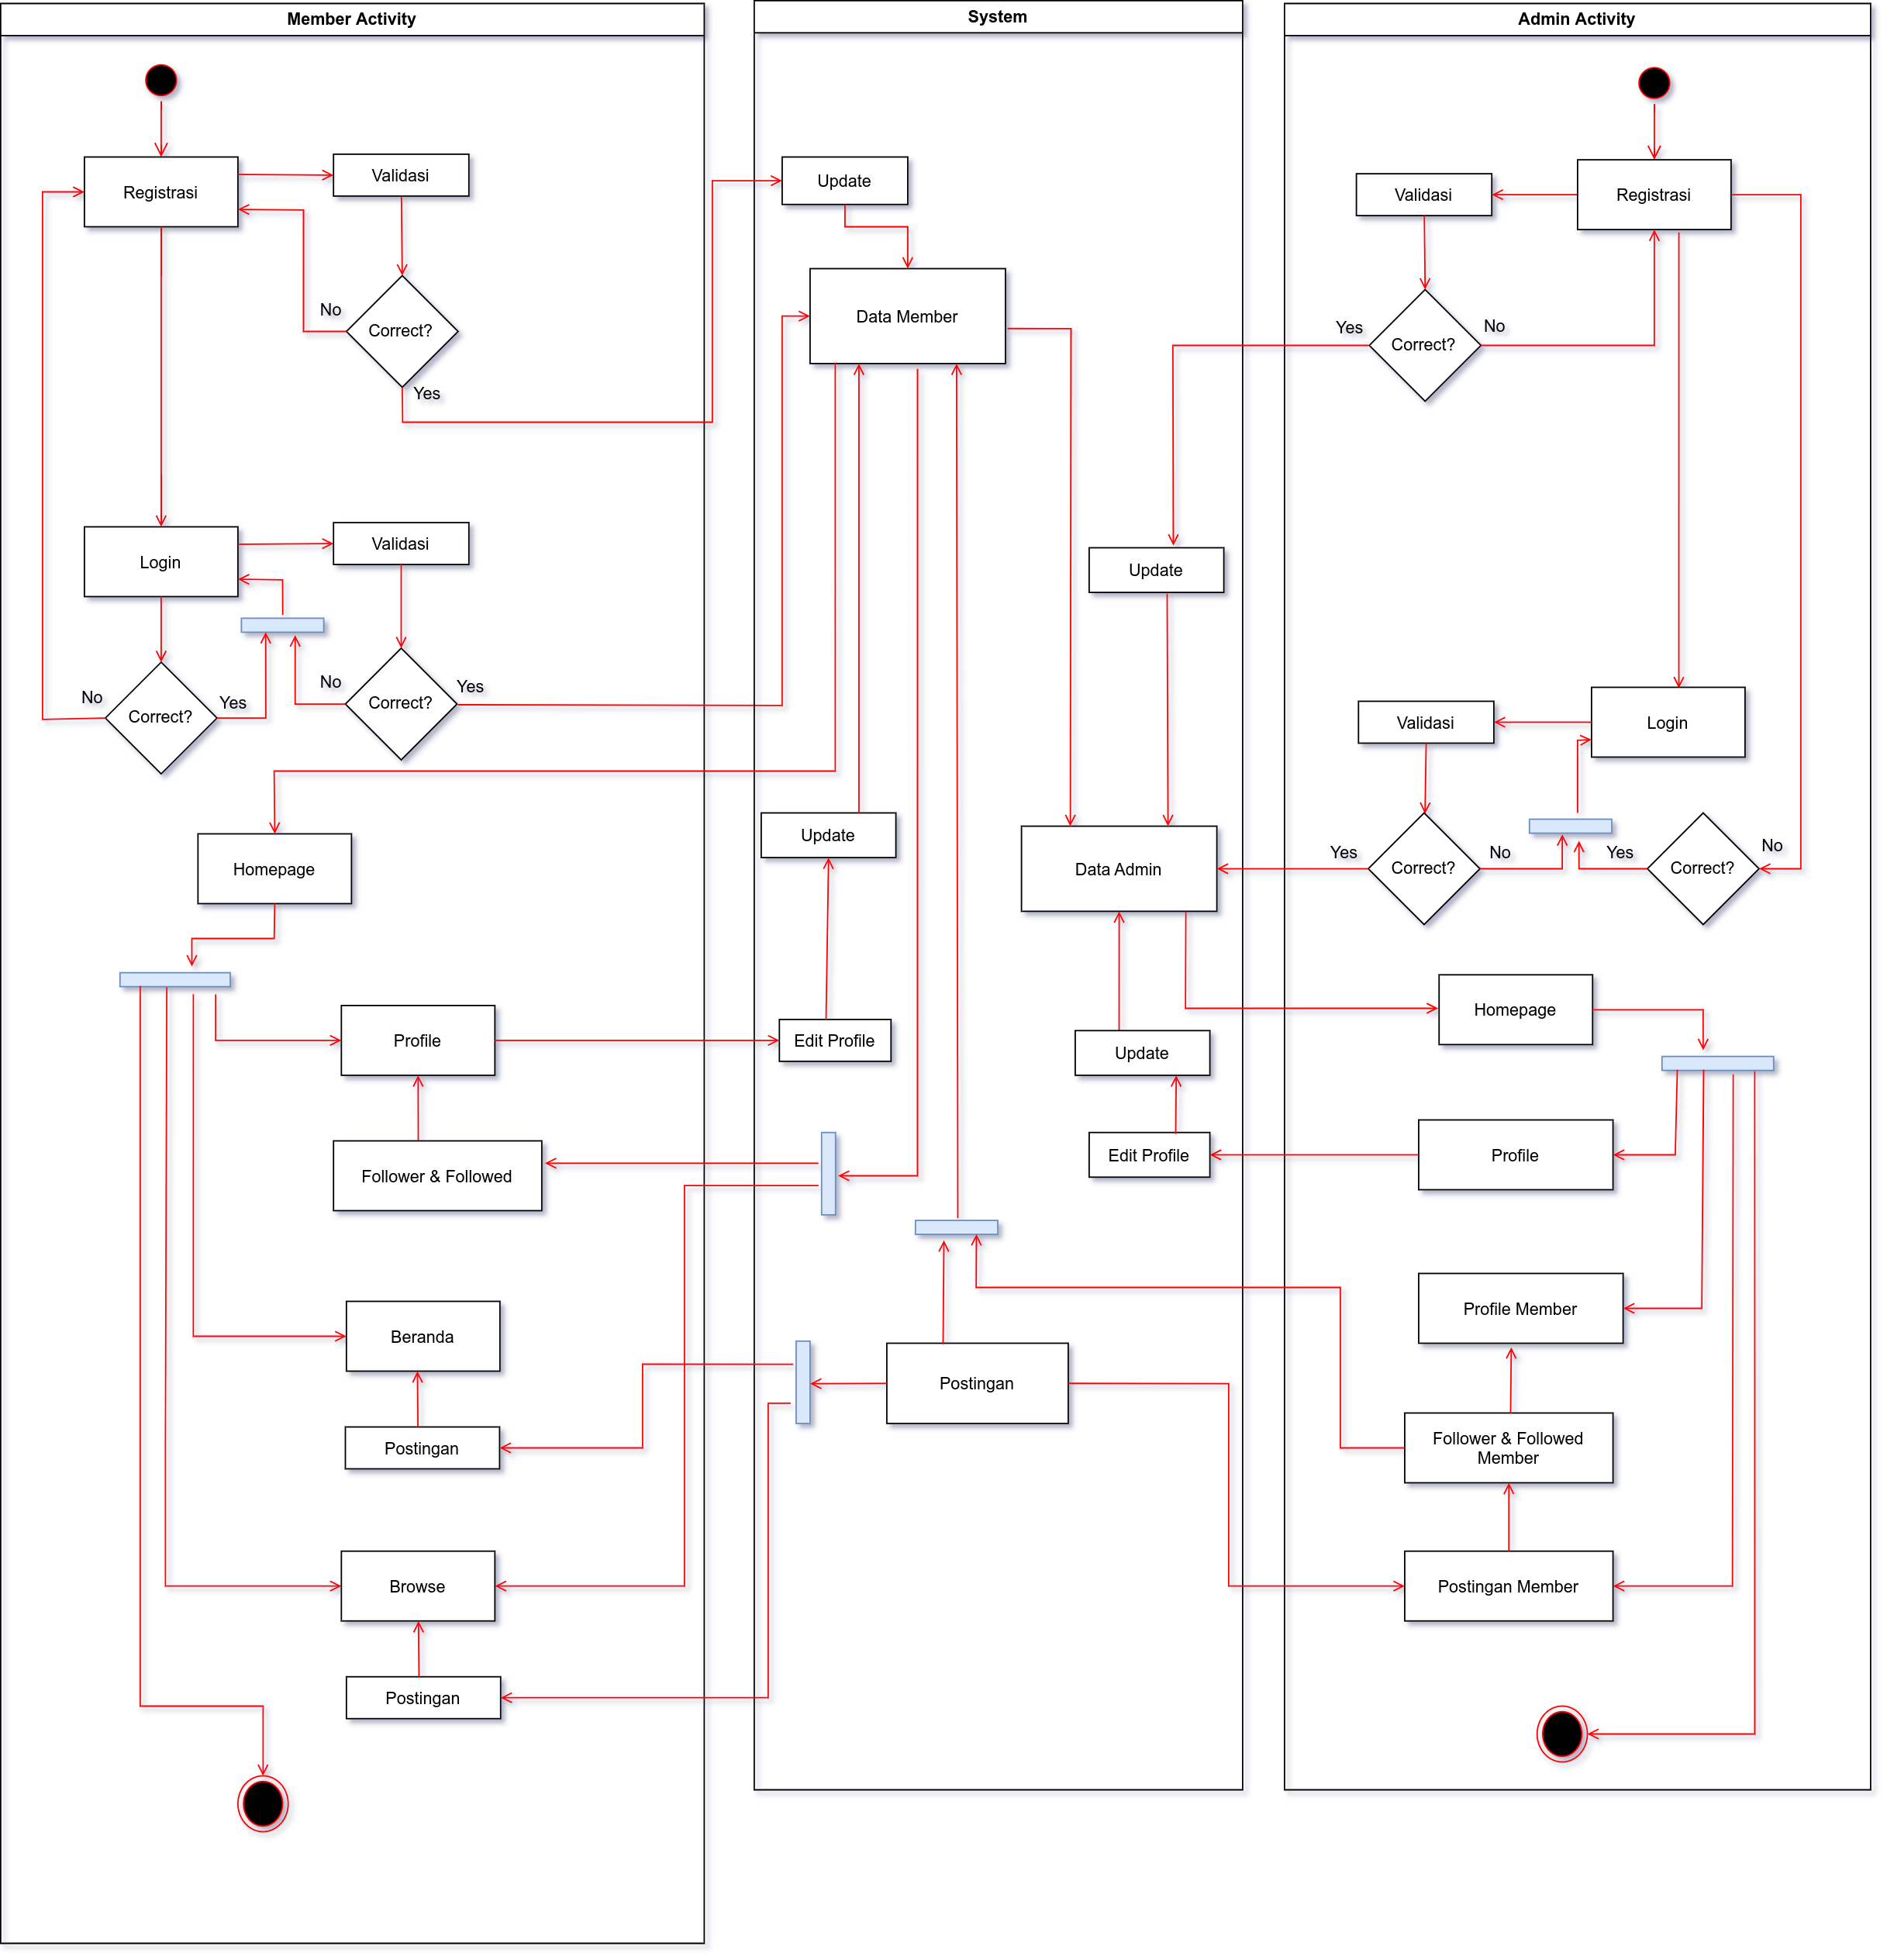 Member Activity
System
Admin Activity
Registrasi
Validasi
No
Correct?
Yes
Login
Validasi
No
Correct?
Yes
No
Correct?
Yes
Homepage
Profile
Follower & Followed
Beranda
Postingan
Browse
Postingan
Update
Data Member
Update
Update
Data Admin
Edit Profile
Update
Edit Profile
Postingan
Validasi
Registrasi
Yes
Correct?
No
Validasi
Login
Yes
Correct?
No
Yes
Correct?
No
Homepage
Profile
Profile Member
Follower & Followed
Member
Postingan Member